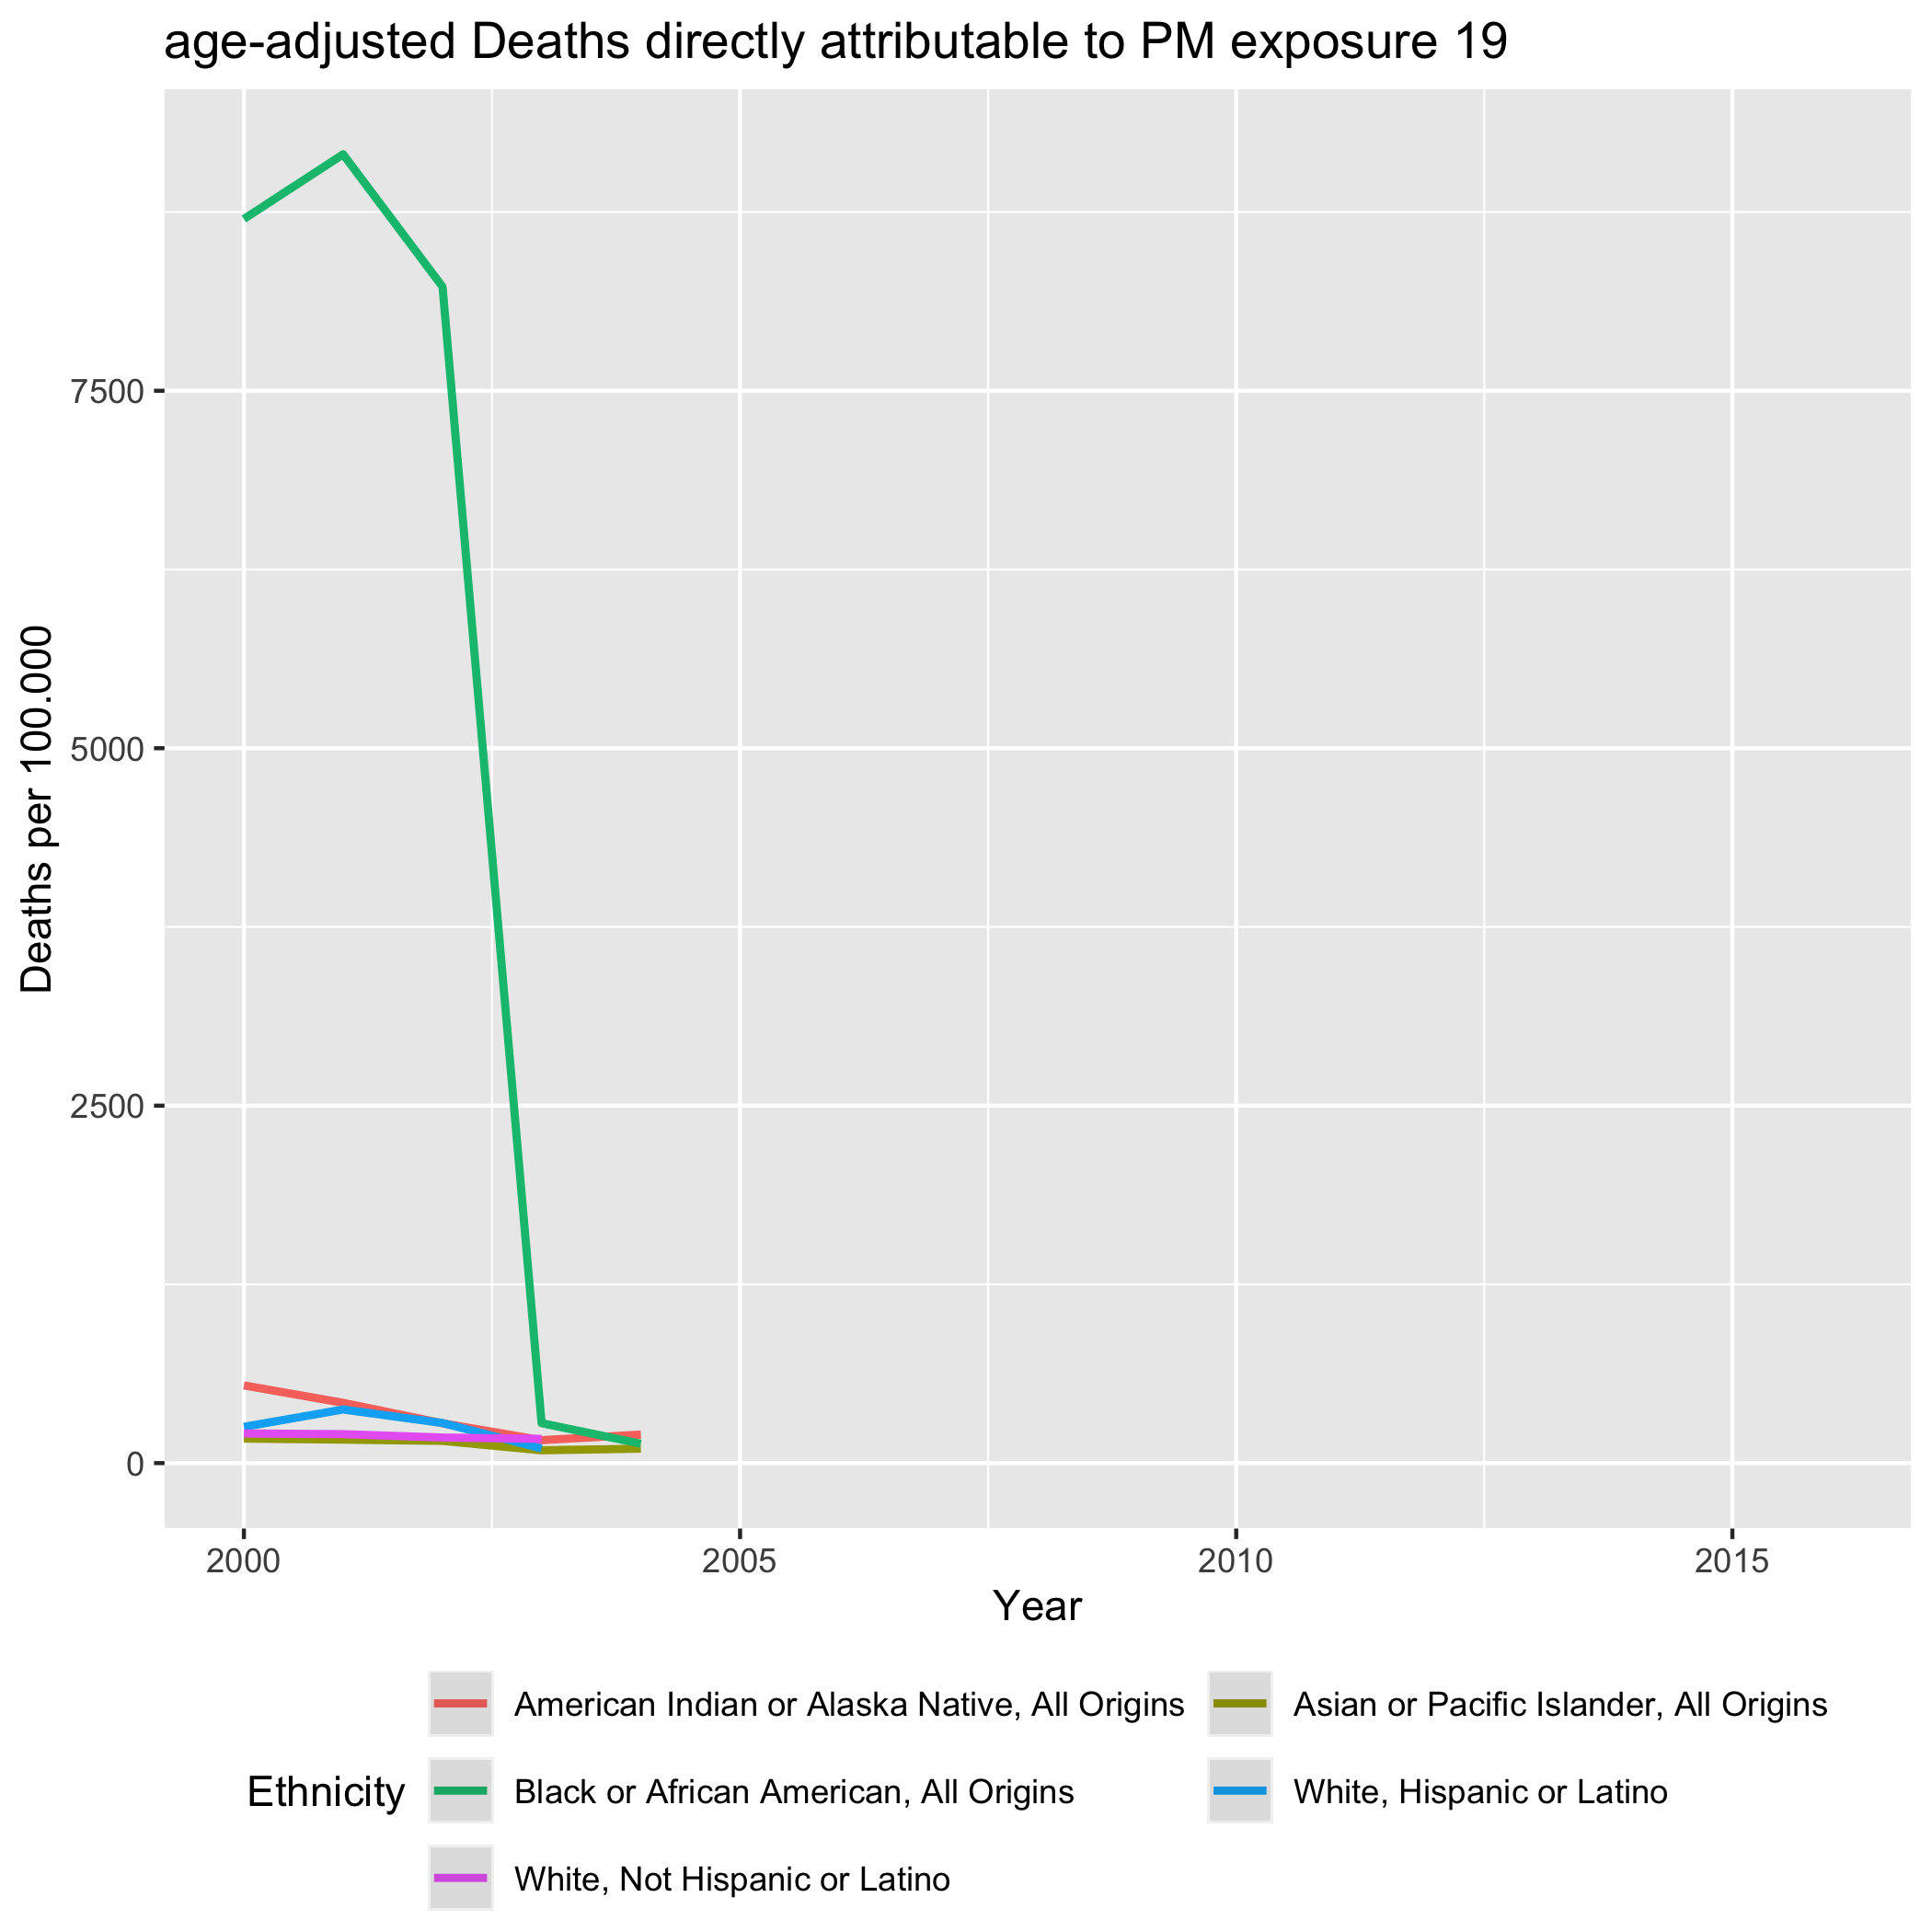 age-adjusted Deaths directly attributable to PM exposure 19
Deaths per 100.000
7500
5000
2500
0
2000 2005 2010 2015
Year
Ethnicity
American Indian or Alaska Native, All Origins
Asian or Pacific Islander, All Origins
Black or African American, All Origins
White, Hispanic or Latino
White, Not Hispanic or Latino